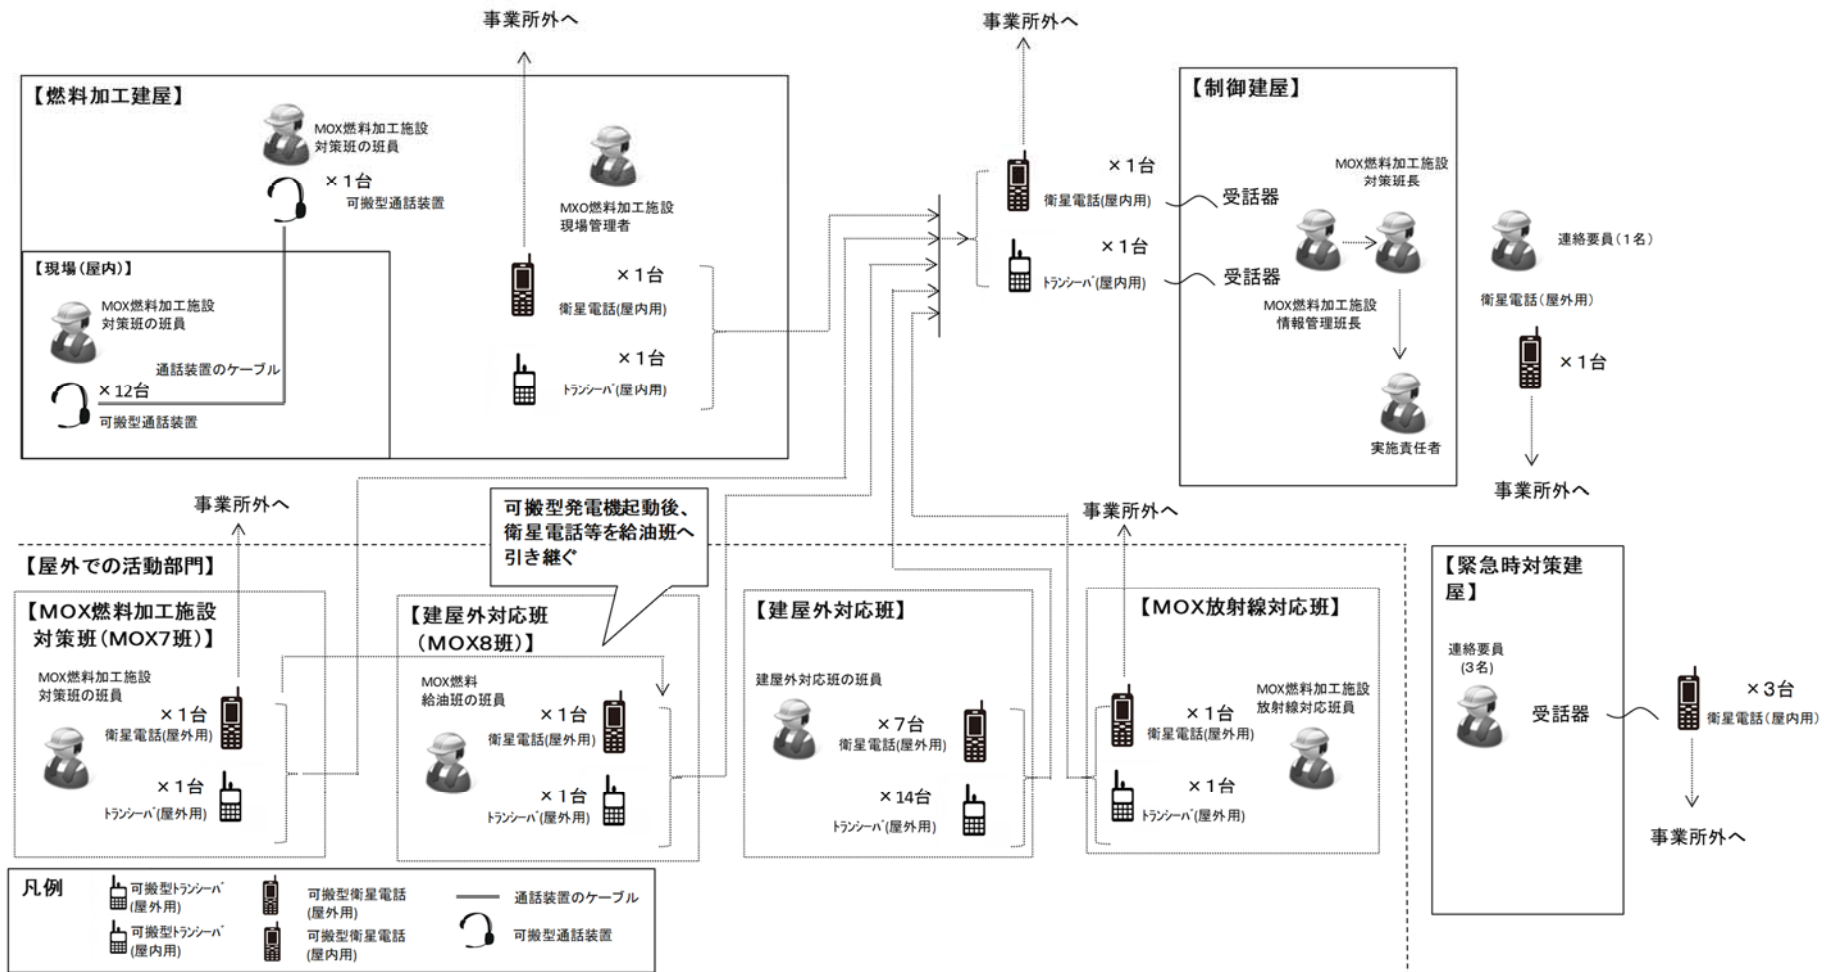 事業所外へ
【燃料加工建屋】
MOX燃料加工施設
対策班の班員
×1台
可搬型通話装置
MXO燃料加工施設
現場管理者
【現場(屋内)】
MOX燃料加工施設
対策班の班員
通話装置のケーブル
×12台
可搬型通話装置
×1台
衛星電話(屋内用)
×1台
トランシーバ(屋内用)
事業所外へ
×1台
衛星電話(屋内用)
×1台
トランシーバ(屋内用)
【制御建屋】
受話器
受話器
MOX燃料加工施設
対策班長
MOX燃料加工施設
情報管理班長
実施責任者
連絡要員(1名)
衛星電話(屋外用)
×1台
事業所外へ
事業所外へ
可搬型発電機起動後、
衛星電話等を給油班へ
引き継ぐ
事業所外へ
【屋外での活動部門】
【MOX燃料加工施設
対策班(MOX7班)】
MOX燃料加工施設
対策班の班員
×1台
衛星電話(屋外用)
×1台
トランシーバ(屋外用)
【建屋外対応班
(MOX8班)】
MOX燃料
給油班の班員
×1台
衛星電話(屋外用)
×1台
トランシーバ(屋外用)
【建屋外対応班】
建屋外対応班の班員
×7台
衛星電話(屋外用)
×14台
トランシーバ(屋外用)
【MOX放射線対応班】
MOX燃料加工施設
放射線対応班員
×1台
衛星電話(屋外用)
×1台
トランシーバ(屋外用)
【緊急時対策建
屋】
連絡要員
(3名)
受話器
×3台
衛星電話(屋内用)
事業所外へ
凡例
可搬型トランシーバ
(屋外用)
可搬型トランシーバ
(屋内用)
可搬型衛星電話
(屋外用)
可搬型衛星電話
(屋内用)
通話装置のケーブル
可搬型通話装置